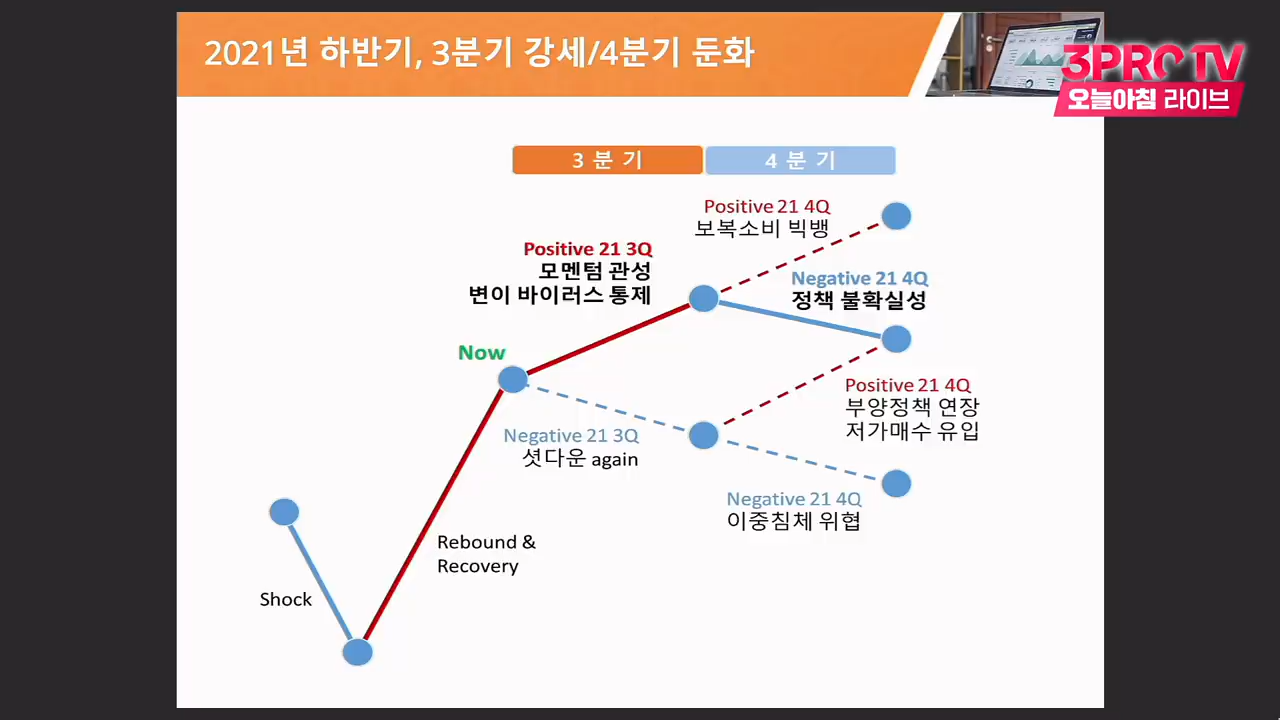 2021년 하반기, 3분기 강세/4분기 둔화
3PROTV
오늘아침 라이브
3 분 기
4 분 기
Positive 21 4Q
보복소비 빅뱅
Positive 21 3Q
모멘텀 관성
변이 바이러스 통제
Negative 21 4Q
정책 불확실성
Now
Positive 21 4Q
부양정책 연장
저가매수 유입
Negative 21 3Q
셧다운 again
Negative 21 4Q
이중침체 위협
Rebound &
Recovery
Shock